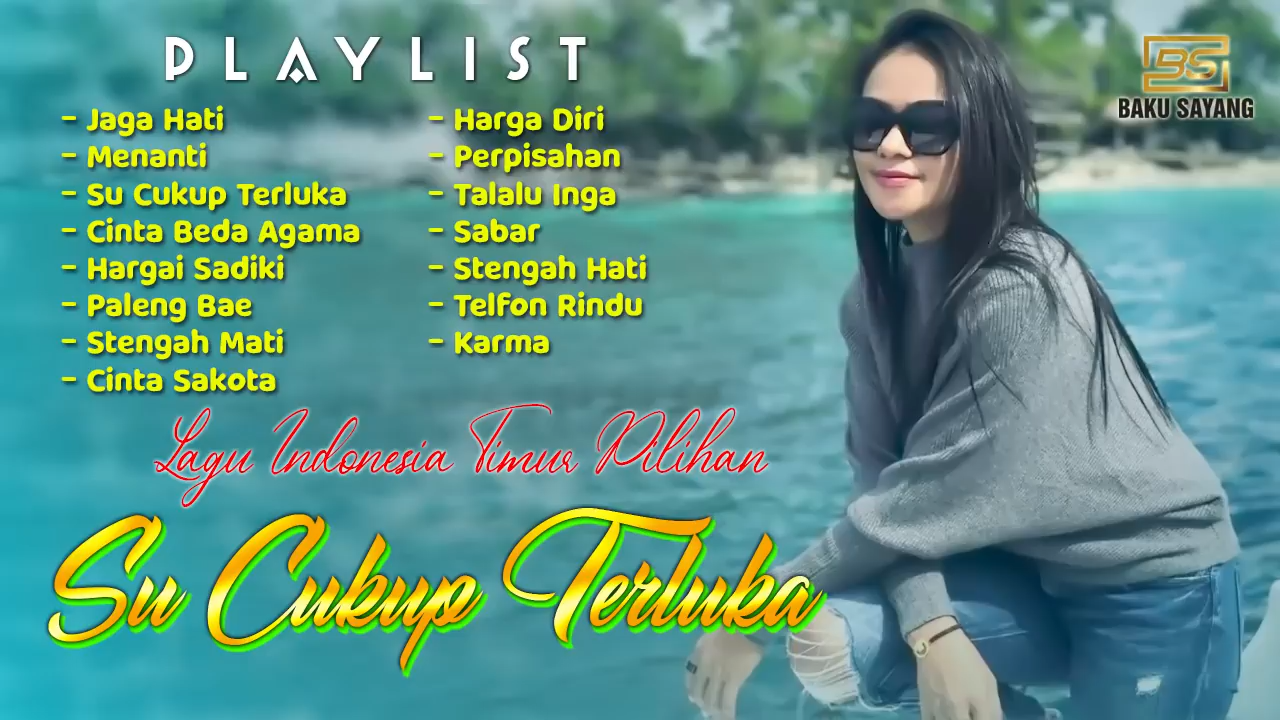 PLAYLIST
- Jaga Hati
- Menanti
- Su Cukup Terluka
- Cinta Beda Agama
- Hargai Sadiki
- Paleng Bae
- Stengah Mati
- Cinta Sakota
- Harga Diri
- Perpisahan
- Talalu Inga
- Sabar
- Stengah Hati
- Telfon Rindu
- Karma
Lagu Indonesia Timur Pilihan
Su Cukup Terluka
BS
BAKU SAYANG